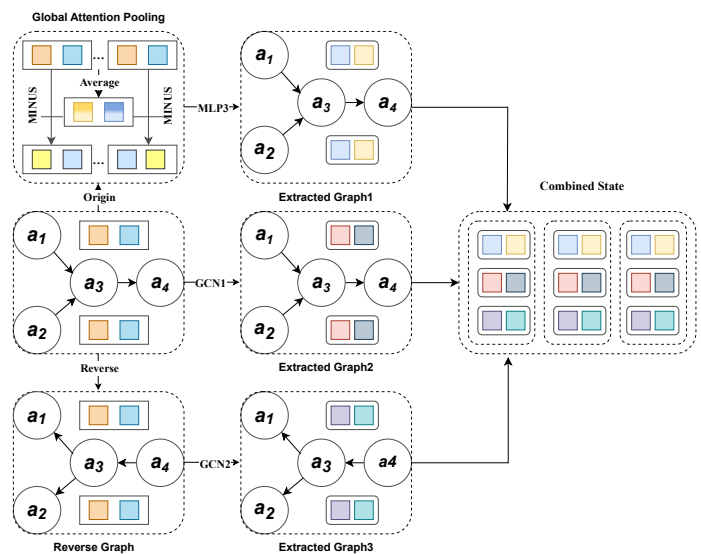 Global Attention Pooling
...
Average
MINUS
MINUS
...
MLP3
a1
a3
a4
a2
Extracted Graph1
Combined State
Origin
a1
a3
a4
a2
GCN1
a1
a3
a4
a2
Extracted Graph2
Reverse
a1
a3
a4
a2
Reverse Graph
GCN2
a1
a3
a4
a2
Extracted Graph3